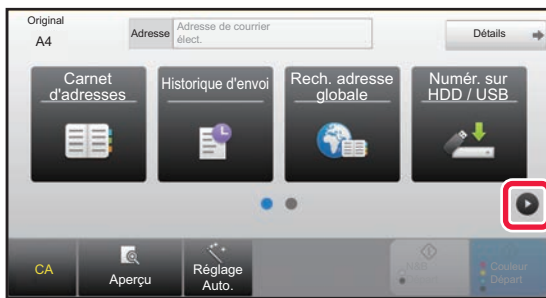 Original
A4
Adresse
Adresse de courrier
élect.
Détails
Carnet
d'adresses
Historique d'envoi
Rech. adresse
globale
Numér. sur
HDD / USB
CA
Aperçu
Réglage
Auto.
N&B
Départ
Couleur
Départ